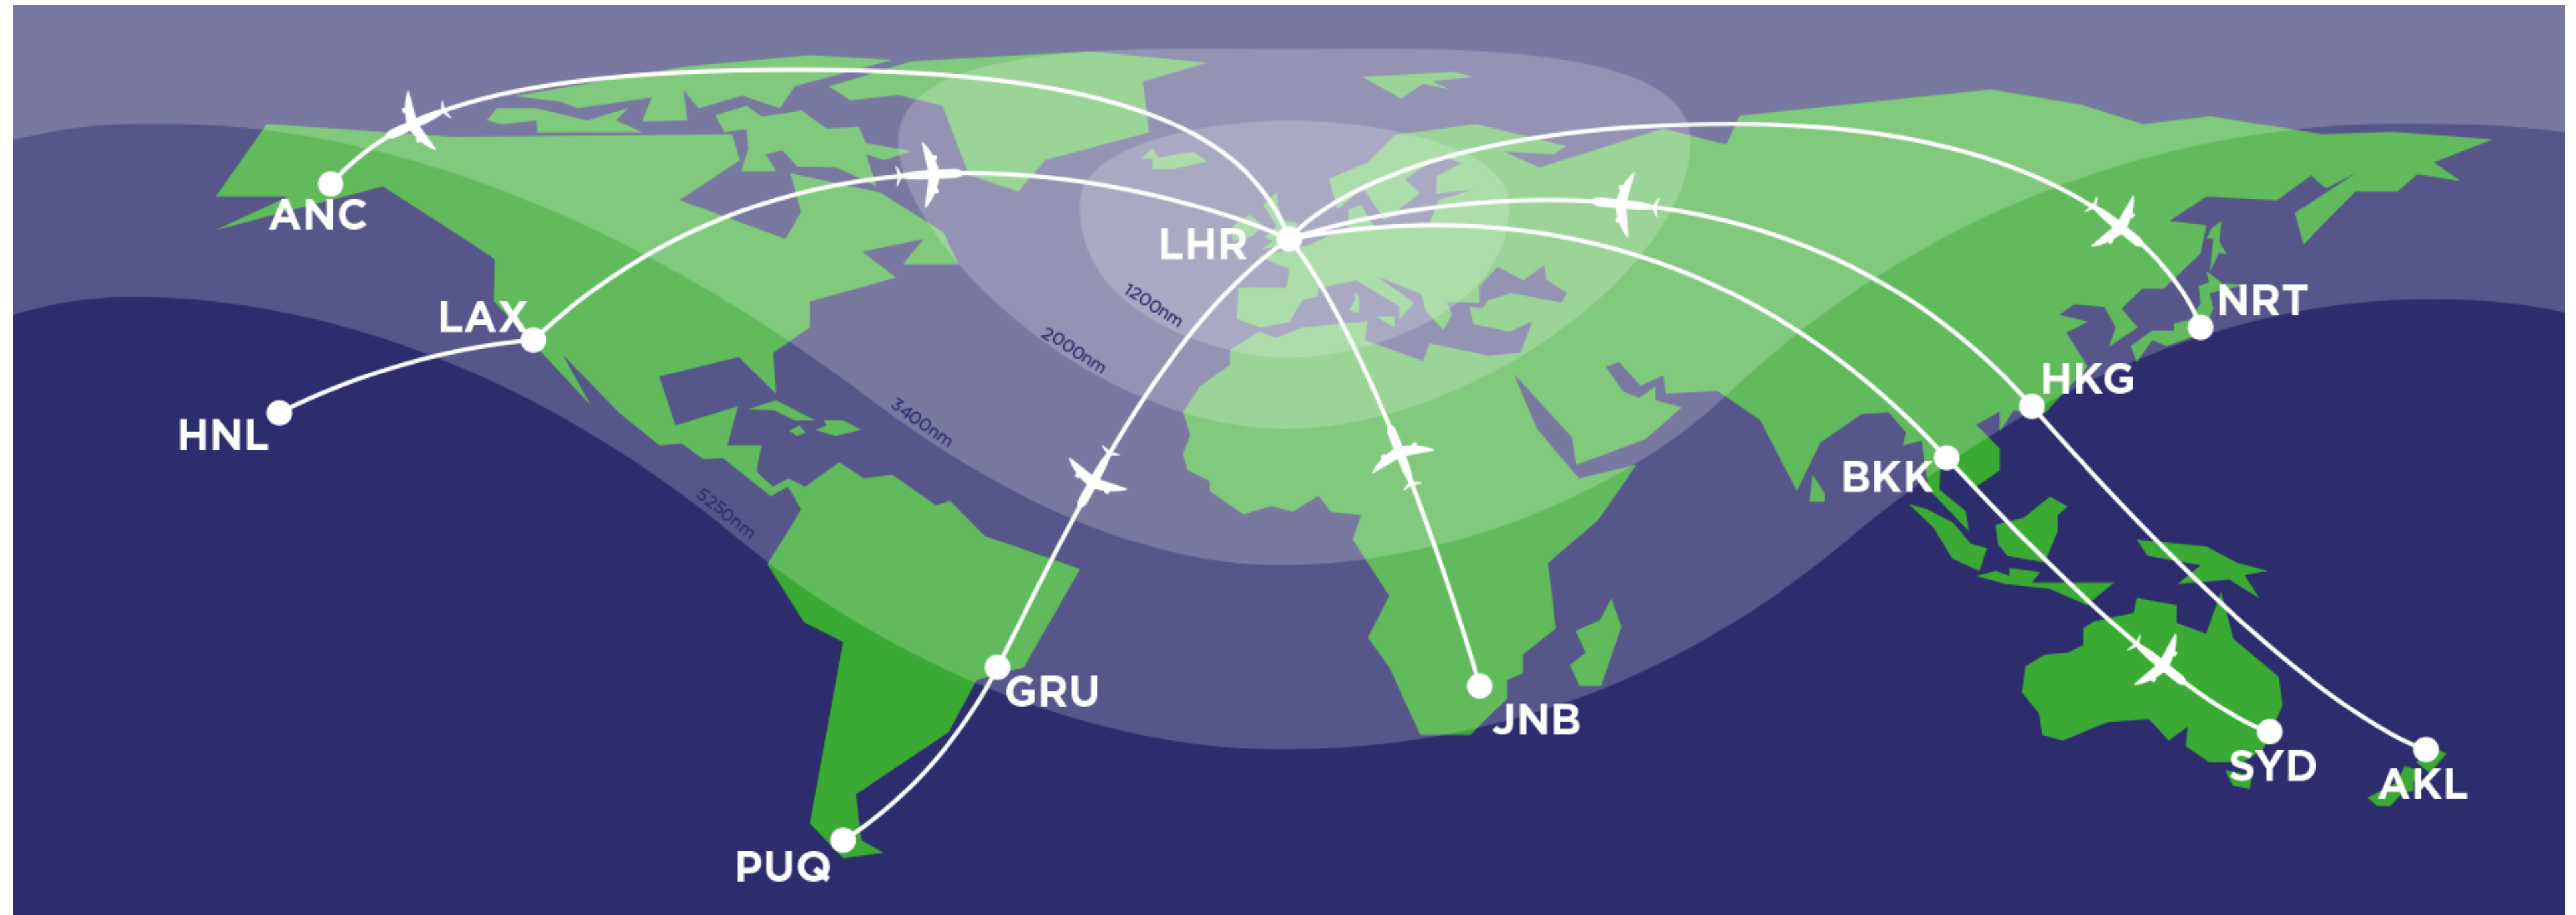 ANC
LHR
LAX
1200nm
NRT
2000nm
HKG
3400nm
HNL
BKK
5250nm
GRU
JNB
SYD
AKL
PUQ